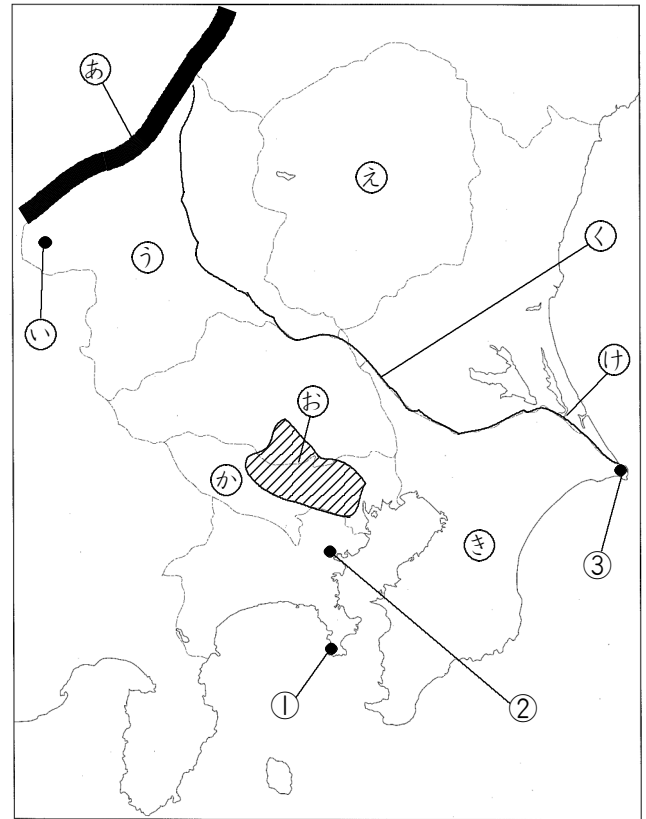 あ
え
く
う
い
け
お
か
③
き
①
②